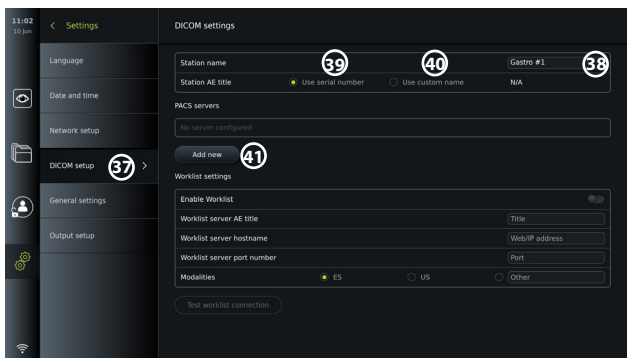 11:02
10 Jun
Settings
Language
Date and time
Network setup
DICOM setup 37
General settings
Output setup
DICOM settings
39 40
Station name Gastro #1 38
Station AE title Use serial number Use custom name N/A
PACS servers
No server configured
Add new 41
Worklist settings
Enable Worklist
Worklist server AE title Title
Worklist server hostname Web/IP address
Worklist server port number Port
Modalities ES US Other
Test worklist connection